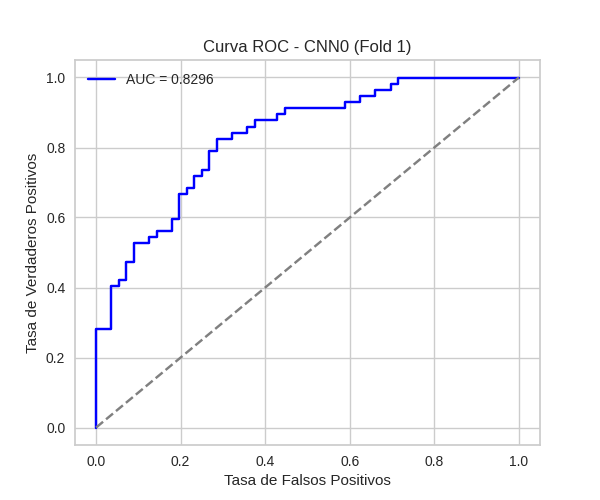 Curva ROC - CNN0 (Fold 1)
AUC = 0.8296
Tasa de Verdaderos Positivos
1.0
0.8
0.6
0.4
0.2
0.0
0.0 0.2 0.4 0.6 0.8 1.0
Tasa de Falsos Positivos